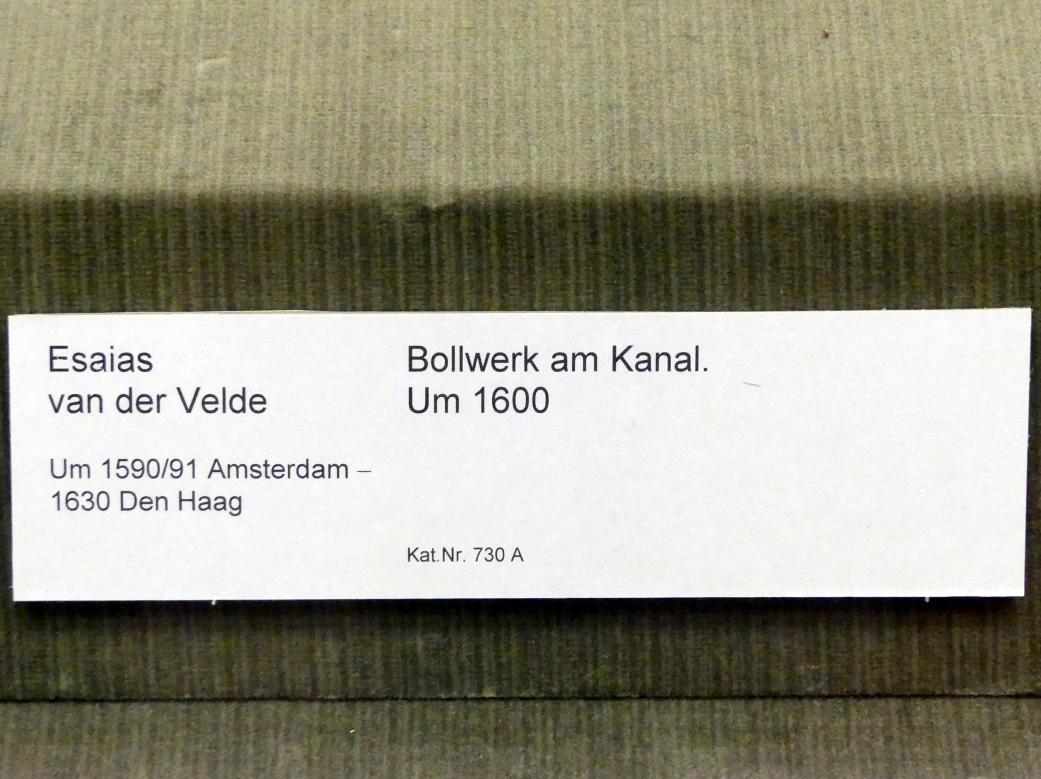 Esaias
van der Velde
Um 1590/91 Amsterdam –
1630 Den Haag
Bollwerk am Kanal.
Um 1600
Kat.Nr. 730 A